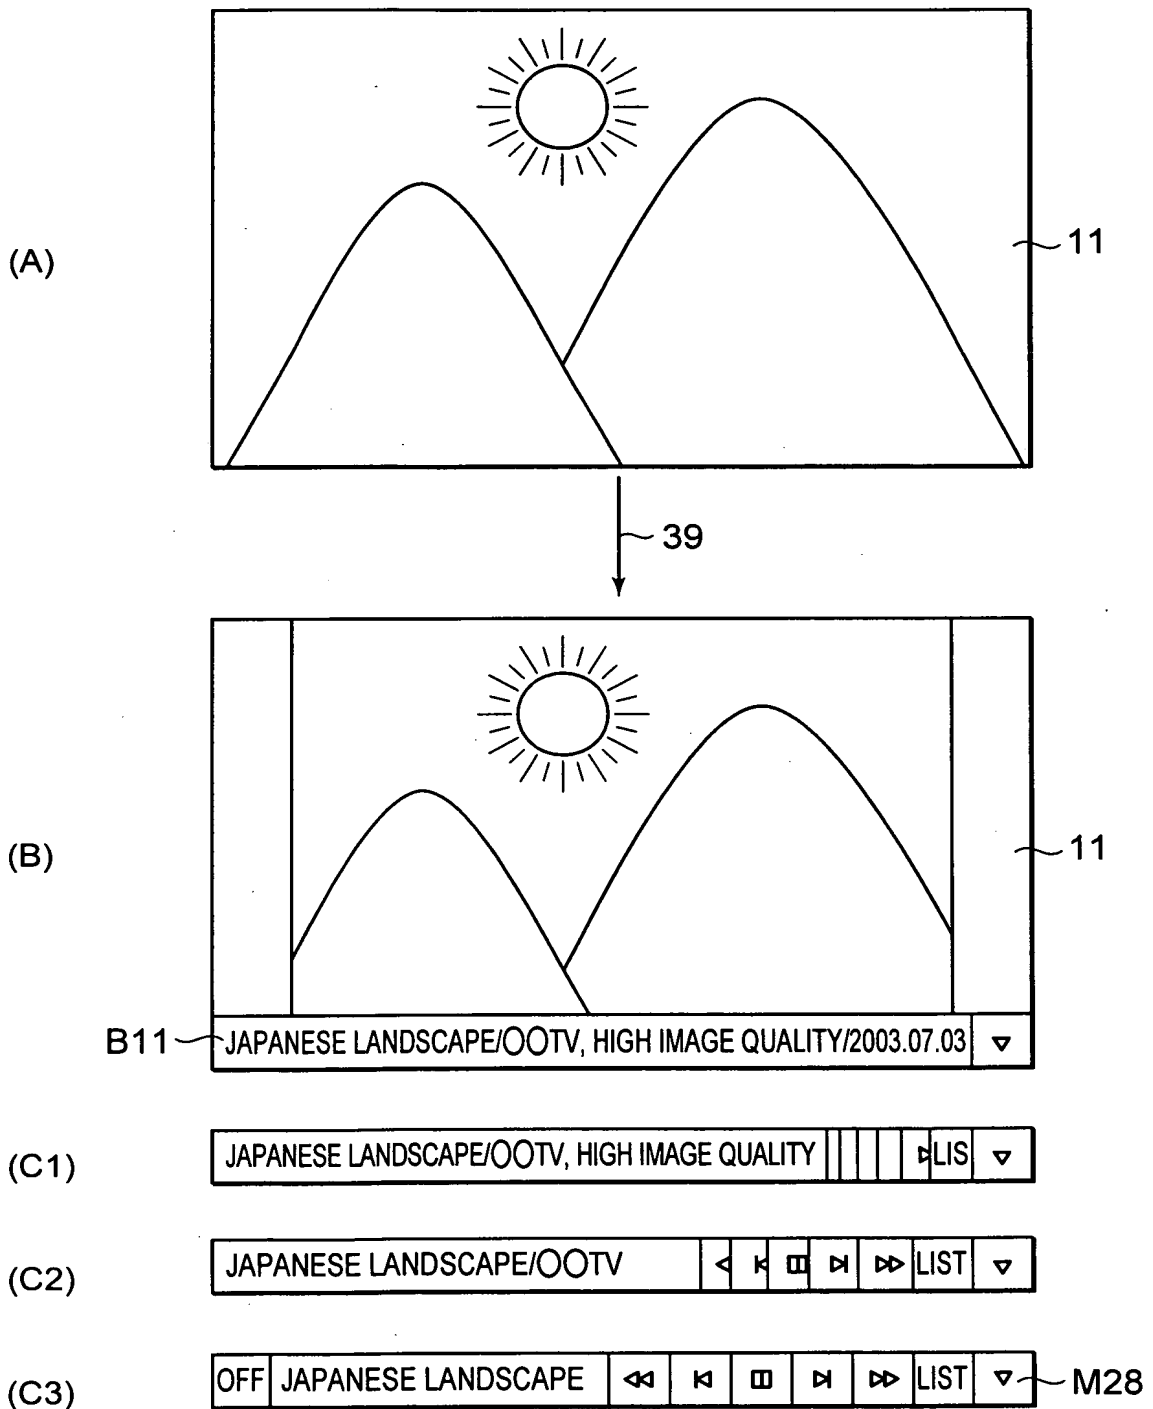 (A)
11
39
(B)
11
B11
JAPANESE LANDSCAPE/○○TV, HIGH IMAGE QUALITY/2003.07.03
(C1)
JAPANESE LANDSCAPE/○○TV, HIGH IMAGE QUALITY LIS
(C2)
JAPANESE LANDSCAPE/○○TV LIST
(C3)
OFF JAPANESE LANDSCAPE LIST
M28